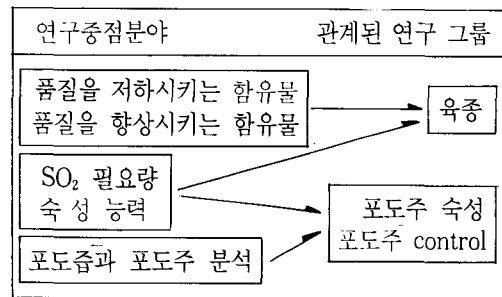 연구중점분야 관계된 연구 그룹
품질을 저하시키는 함유물
품질을 향상시키는 함유물
육종
SO₂ 필요량
숙성 능력
포도주 숙성
포도주 control
포도즙과 포도주 분석